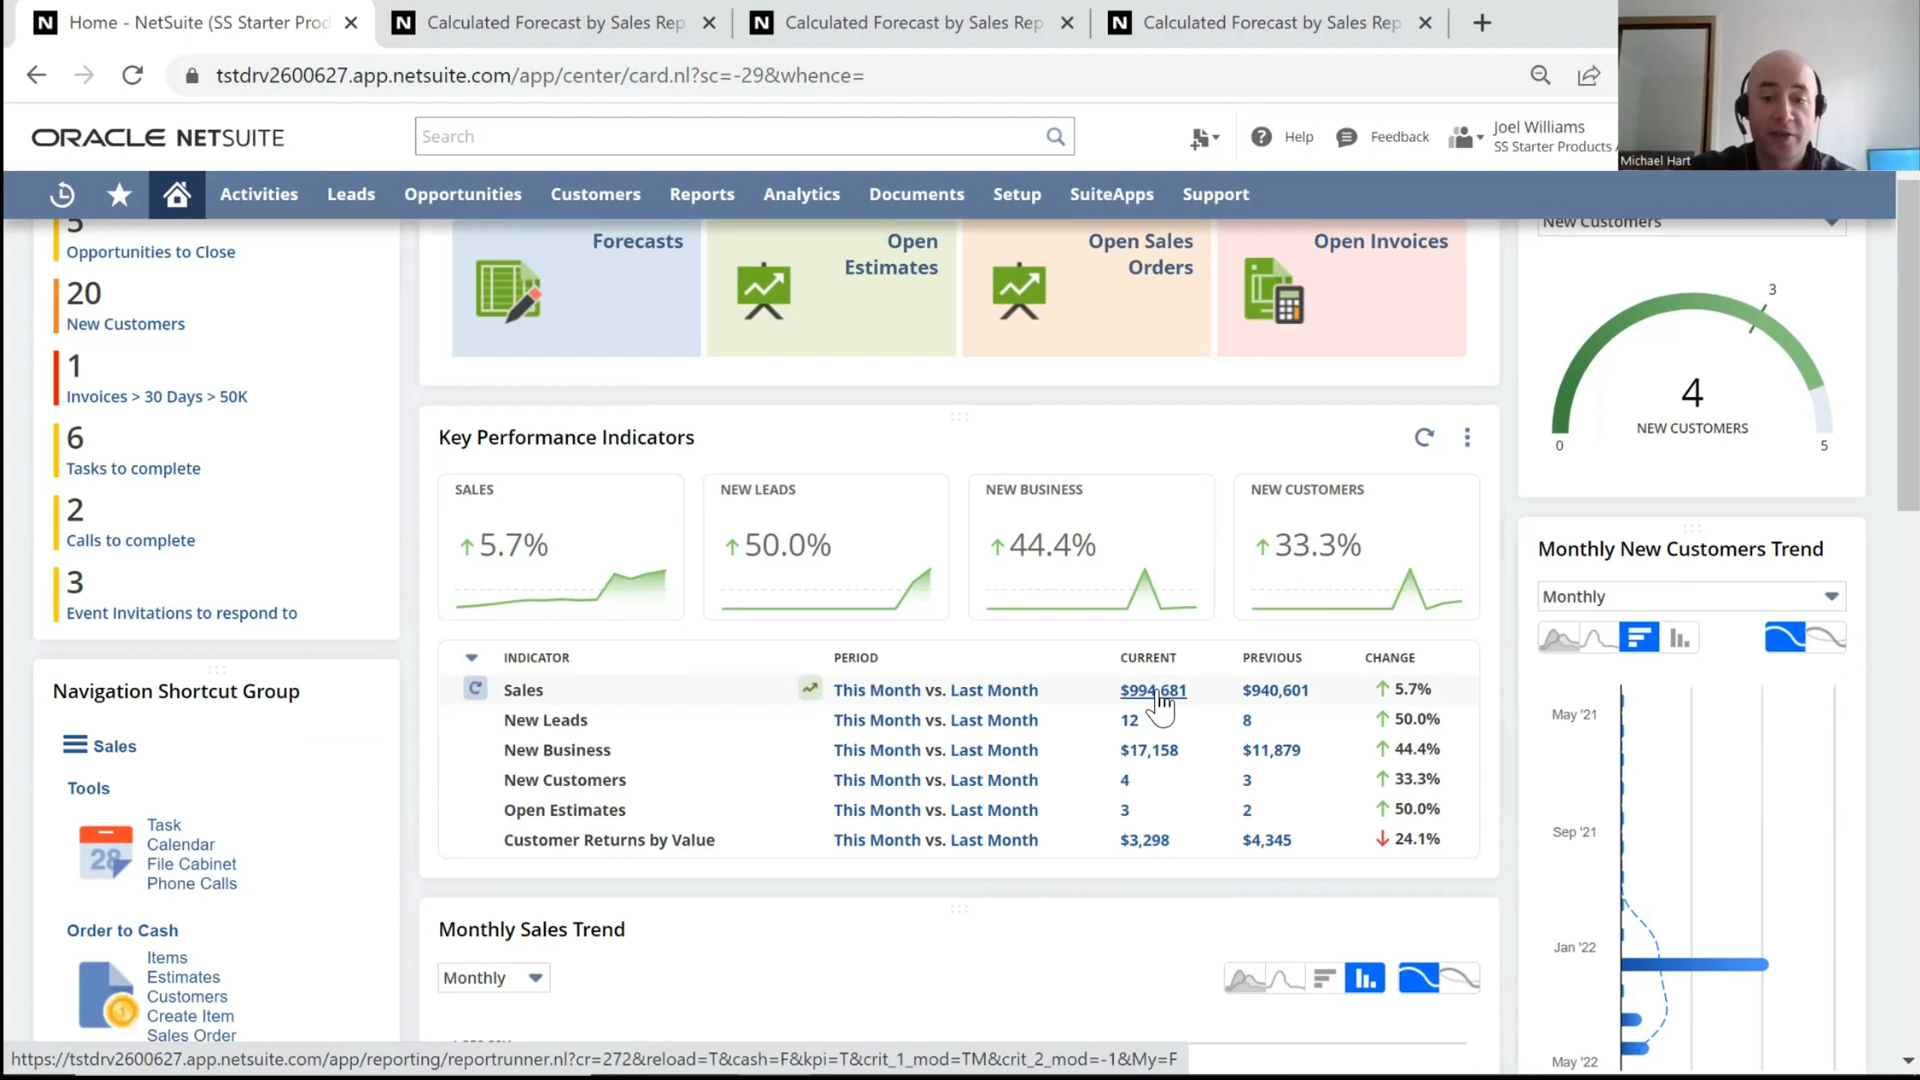 Home - NetSuite (SS Starter Prod
Calculated Forecast by Sales Rep
Calculated Forecast by Sales Rep
Calculated Forecast by Sales Rep
tstdrv2600627.app.netsuite.com/app/center/card.nl?sc=-29&whence=
Michael Hart
ORACLE NETSUITE
Search
Help
Feedback
Joel Williams
SS Starter Products A
Activities
Leads
Opportunities
Customers
Reports
Analytics
Documents
Setup
SuiteApps
Support
5
Opportunities to Close
20
New Customers
1
Invoices > 30 Days > 50K
6
Tasks to complete
2
Calls to complete
3
Event Invitations to respond to
Navigation Shortcut Group
Sales
Tools
28
Task
Calendar
File Cabinet
Phone Calls
Order to Cash
Items
Estimates
Customers
Create Item
Sales Order
Forecasts
Open
Estimates
Open Sales
Orders
Open Invoices
Key Performance Indicators
SALES
5.7%
NEW LEADS
50.0%
NEW BUSINESS
44.4%
NEW CUSTOMERS
33.3%
INDICATOR PERIOD CURRENT PREVIOUS CHANGE
Sales This Month vs. Last Month $994,681 $940,601 5.7%
New Leads This Month vs. Last Month 12 8 50.0%
New Business This Month vs. Last Month $17,158 $11,879 44.4%
New Customers This Month vs. Last Month 4 3 33.3%
Open Estimates This Month vs. Last Month 3 2 50.0%
Customer Returns by Value This Month vs. Last Month $3,298 $4,345 24.1%
Monthly Sales Trend
Monthly
New Customers
3
4
NEW CUSTOMERS
0
5
Monthly New Customers Trend
Monthly
May '21
Sep '21
Jan '22
May '22
https://tstdrv2600627.app.netsuite.com/app/reporting/reportrunner.nl?cr=272&reload=T&cash=F&kpi=T&crit_1_mod=TM&crit_2_mod=-1&My=F